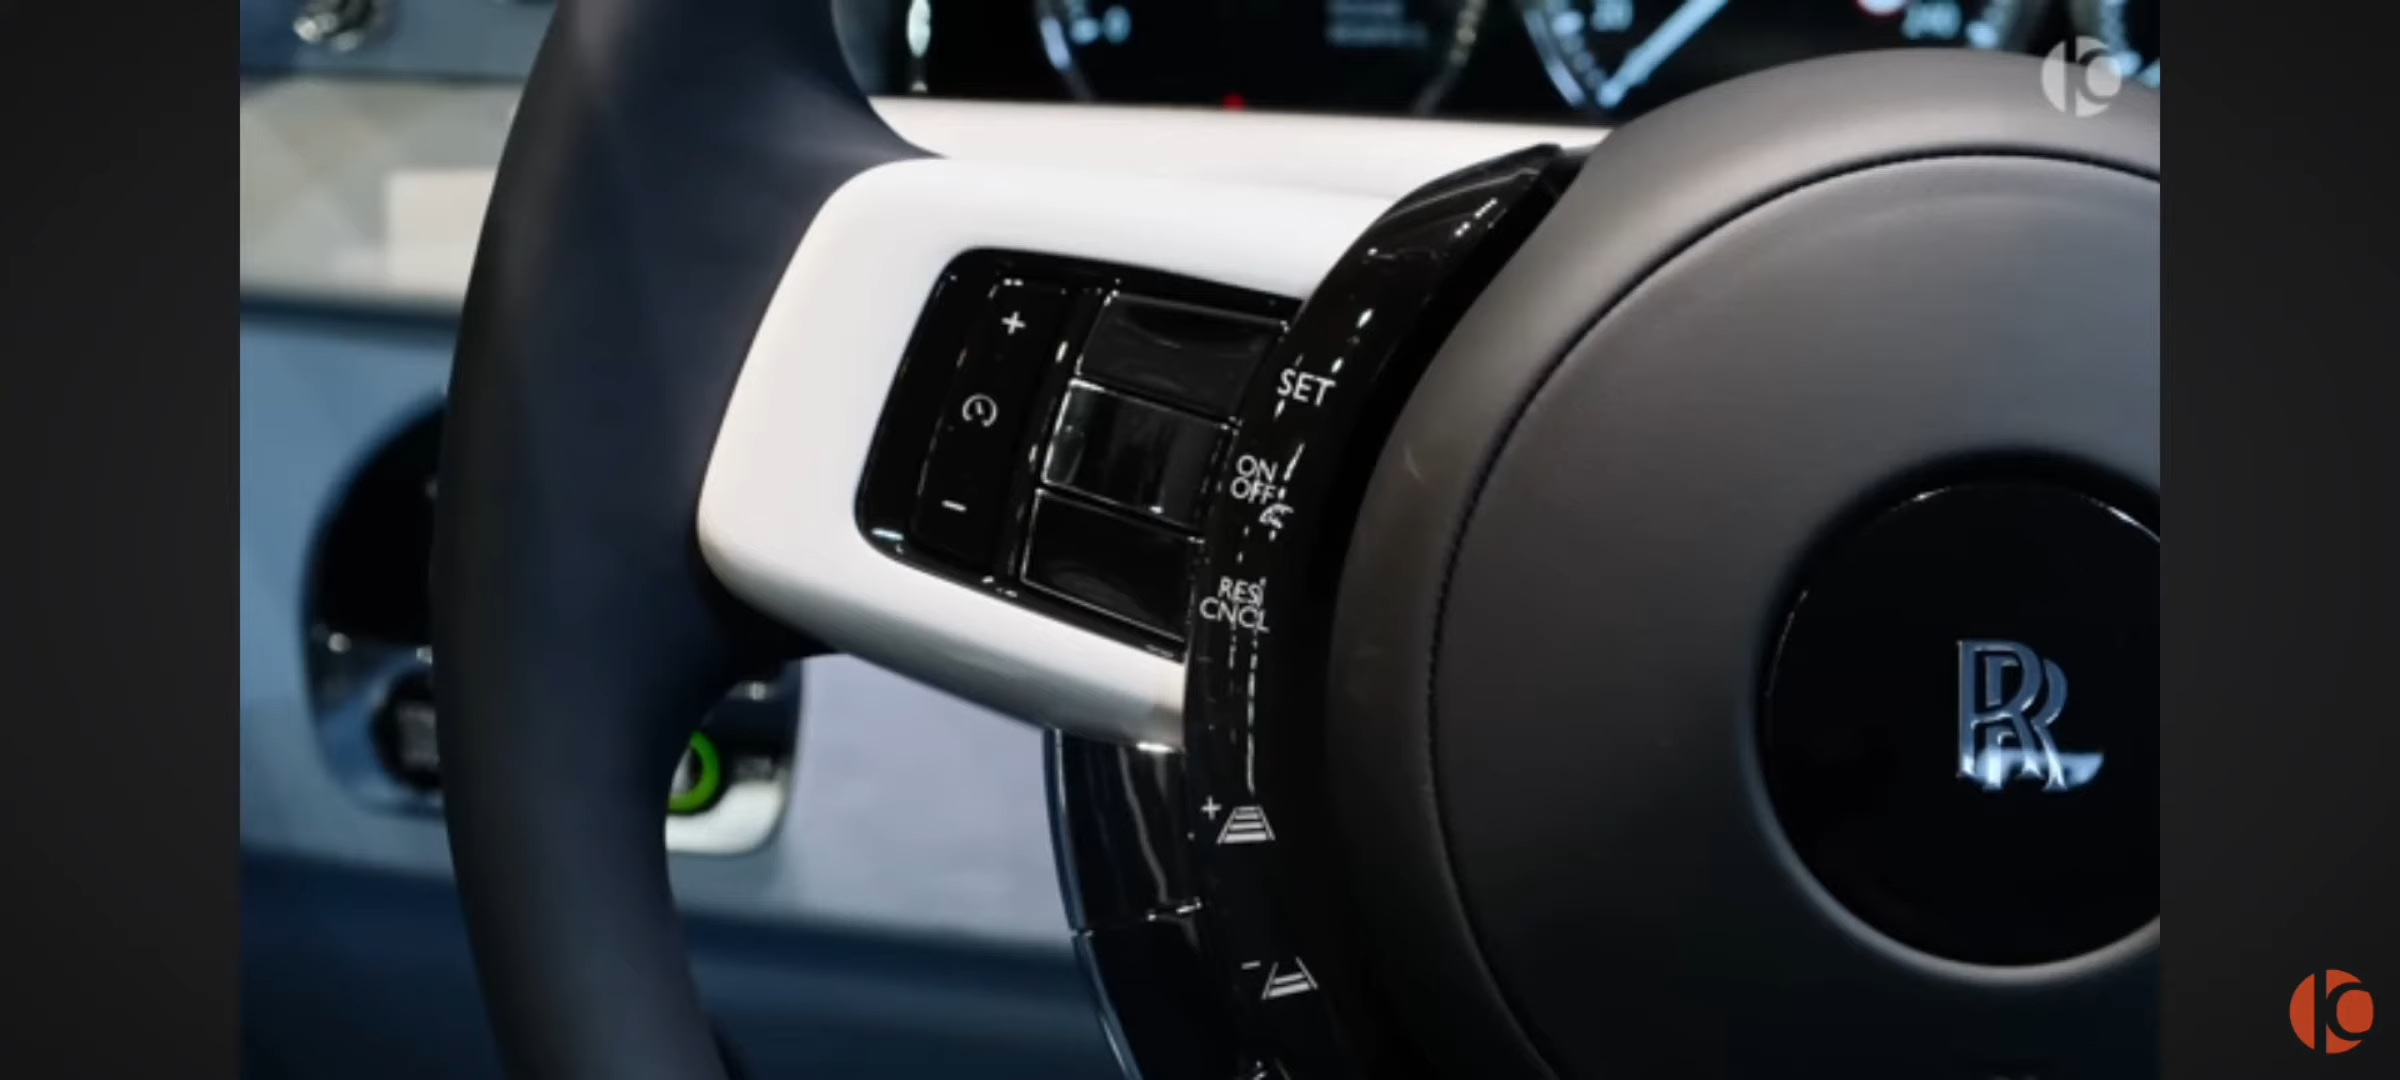 SET
ON
OFF
RES
CNCL
+
-
+
-
RR